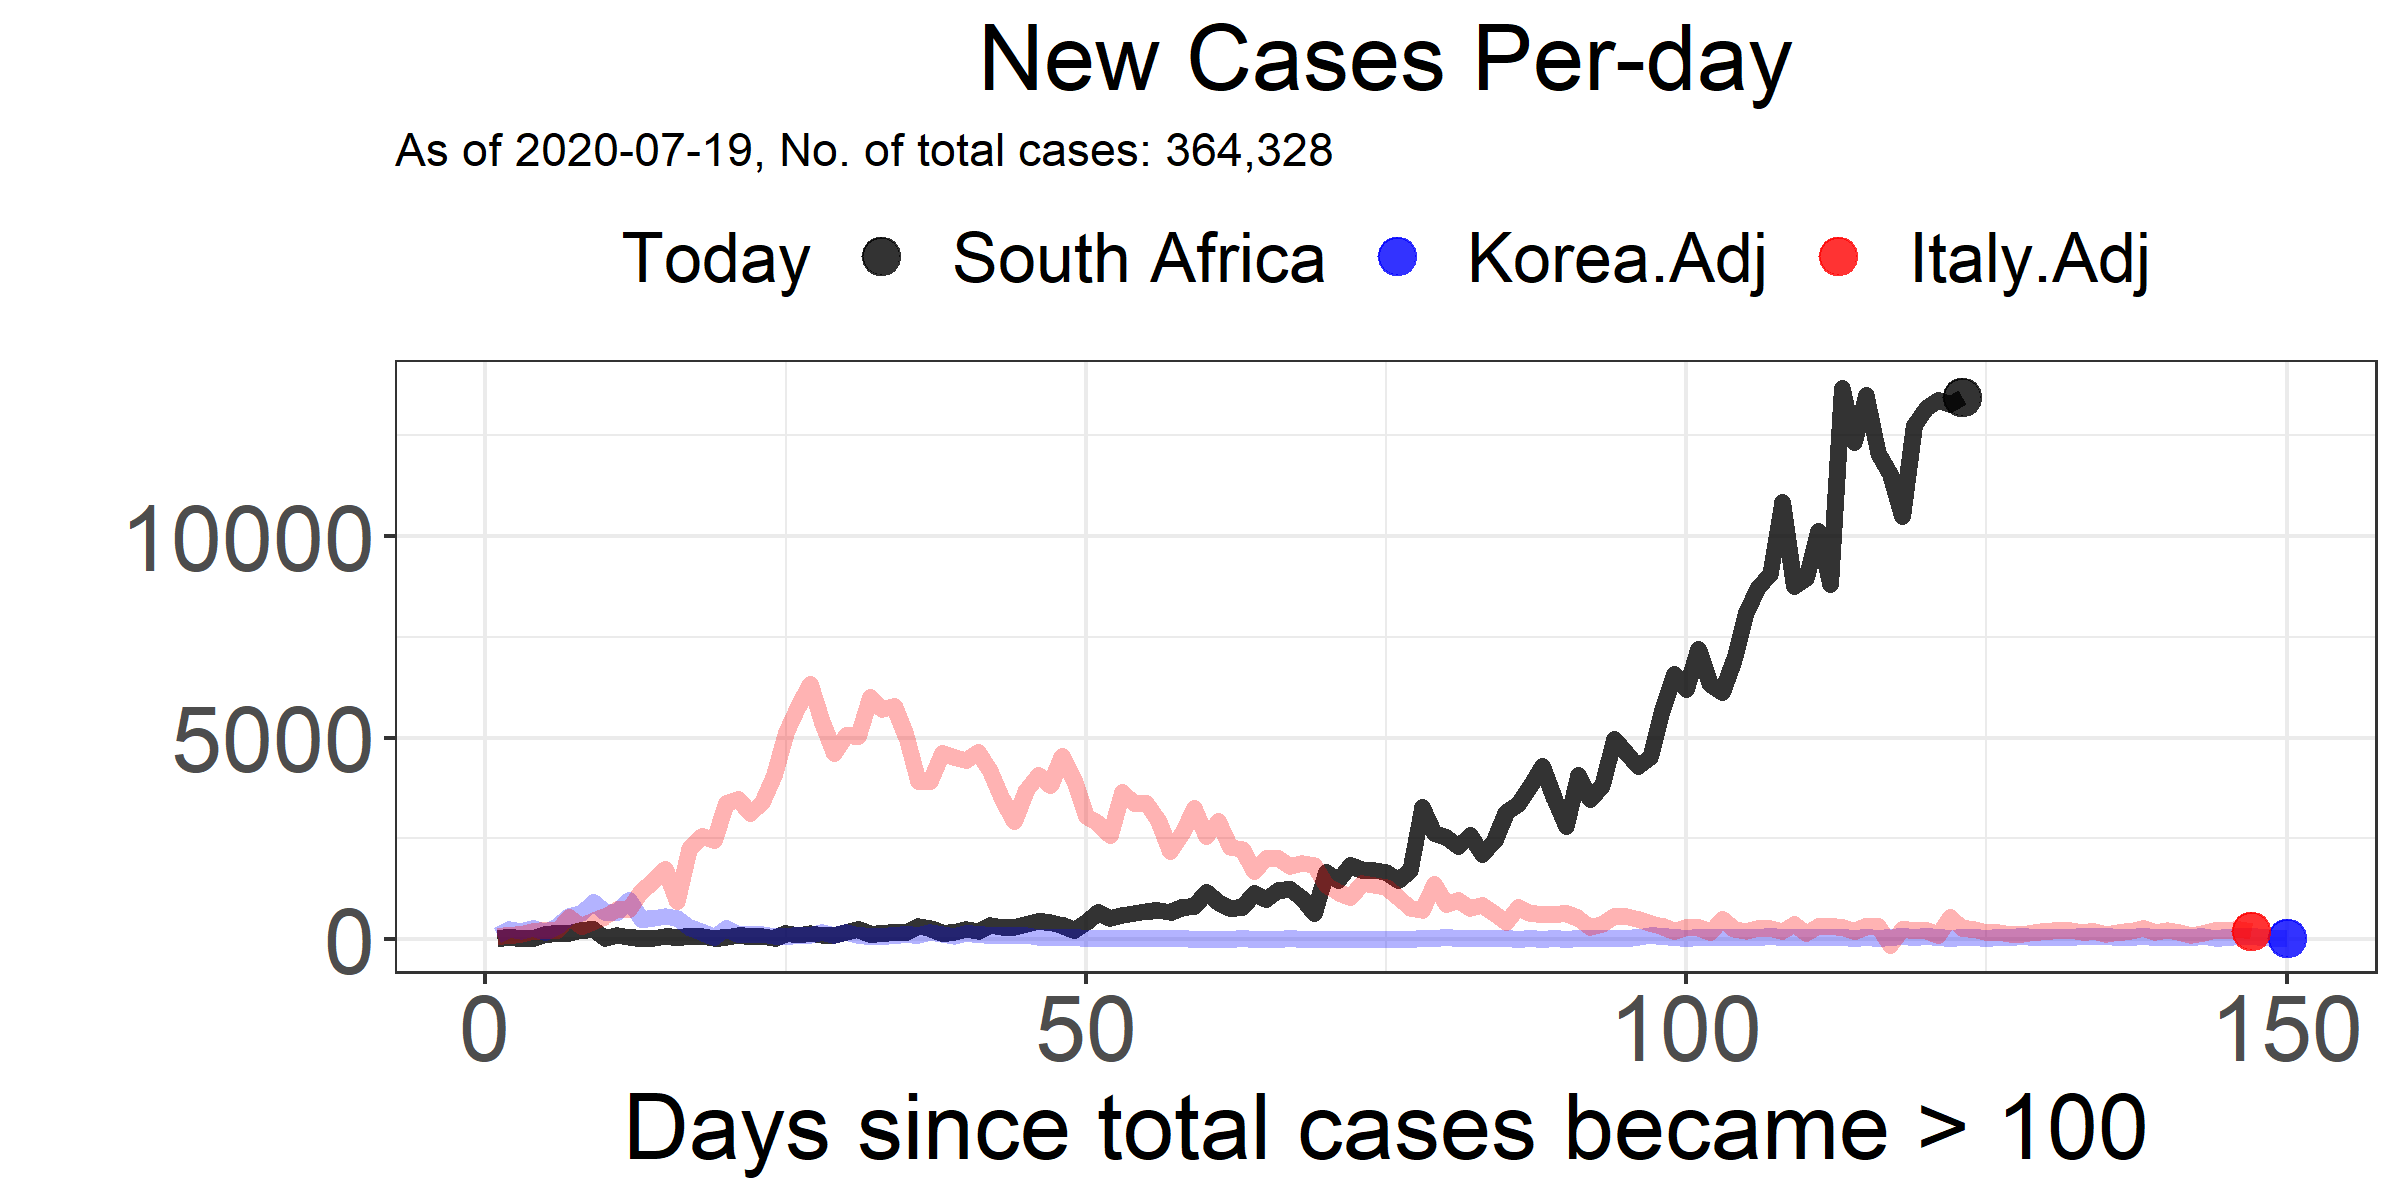 New Cases Per-day
As of 2020-07-19, No. of total cases: 364,328
Today South Africa Korea.Adj Italy.Adj
10000
5000
0
0 50 100 150
Days since total cases became > 100